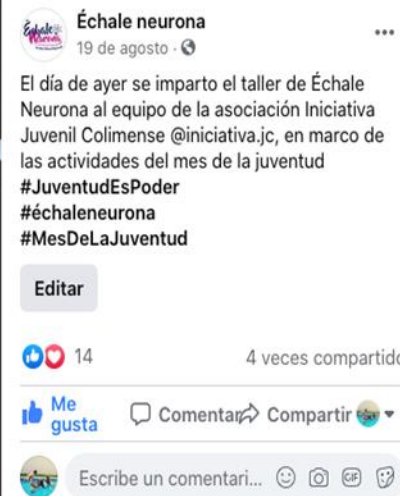 Échale neurona
19 de agosto ·
El día de ayer se imparto el taller de Échale
Neurona al equipo de la asociación Iniciativa
Juvenil Colimense @iniciativa.jc, en marco de
las actividades del mes de la juventud
#JuventudEsPoder
#échaleneurona
#MesDeLaJuventud
Editar
14
4 veces compartido
Me
gusta
Comentar
Compartir
Escribe un comentari...
GIF